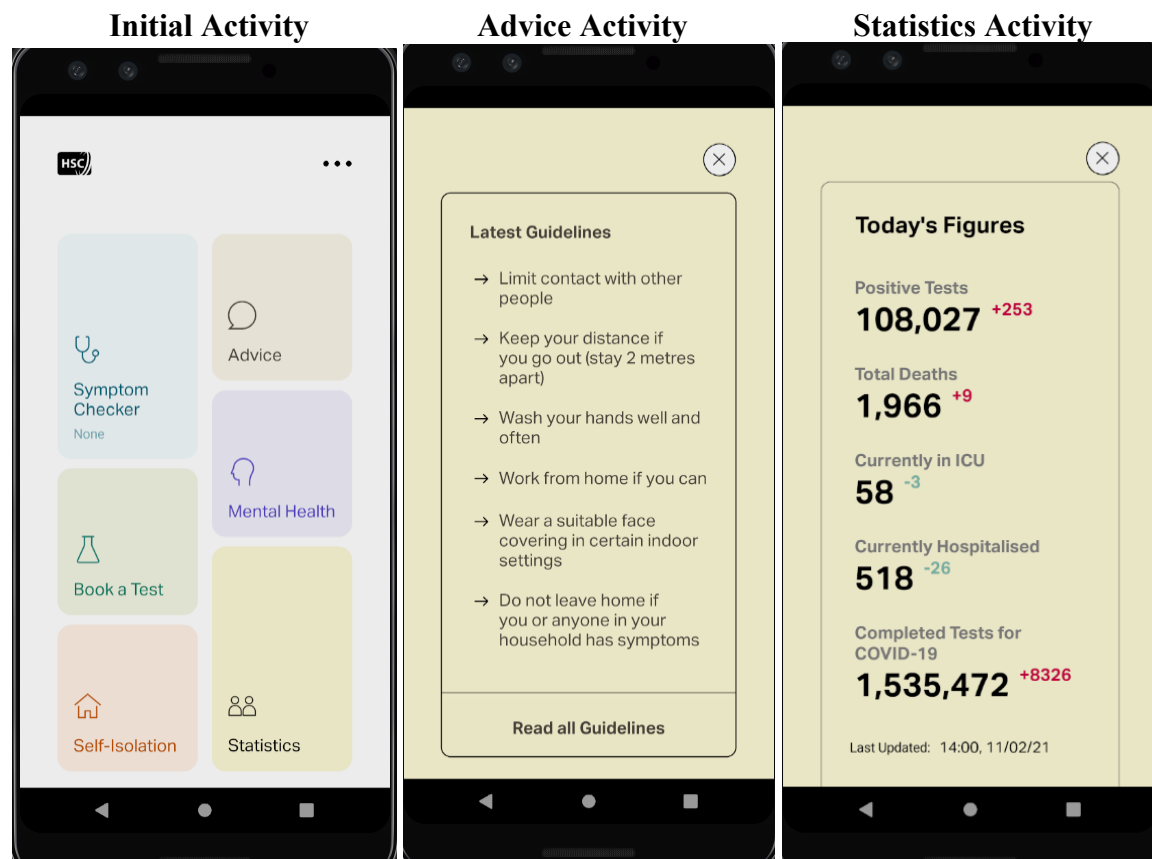 Initial Activity
HSC
Symptom
Checker
None
Book a Test
Self-Isolation
Advice
Mental Health
Statistics
Advice Activity
Latest Guidelines
→ Limit contact with other
people
→ Keep your distance if
you go out (stay 2 metres
apart)
→ Wash your hands well and
often
→ Work from home if you can
→ Wear a suitable face
covering in certain indoor
settings
→ Do not leave home if
you or anyone in your
household has symptoms
Read all Guidelines
Statistics Activity
Today's Figures
Positive Tests
108,027 +253
Total Deaths
1,966 +9
Currently in ICU
58 -3
Currently Hospitalised
518 -26
Completed Tests for
COVID-19
1,535,472 +8326
Last Updated: 14:00, 11/02/21